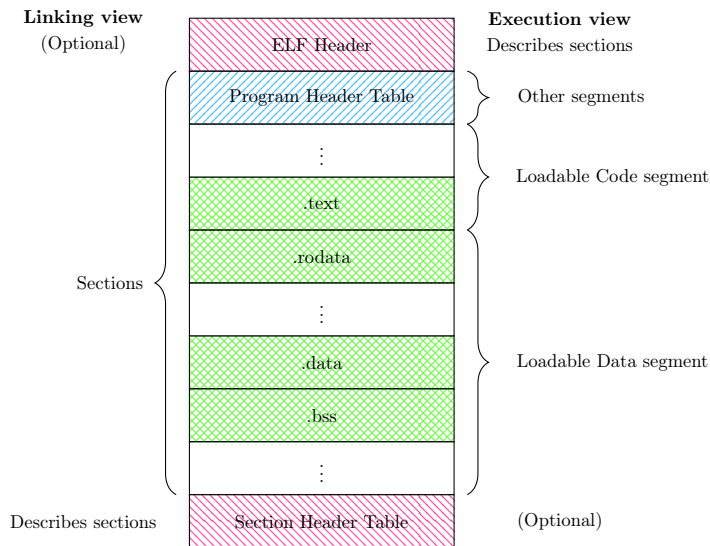 Linking view
Execution view
(Optional)
ELF Header
Describes sections
Program Header Table
Other segments
⋮
Loadable Code segment
.text
.rodata
Sections
⋮
.data
Loadable Data segment
.bss
⋮
Describes sections
Section Header Table
(Optional)